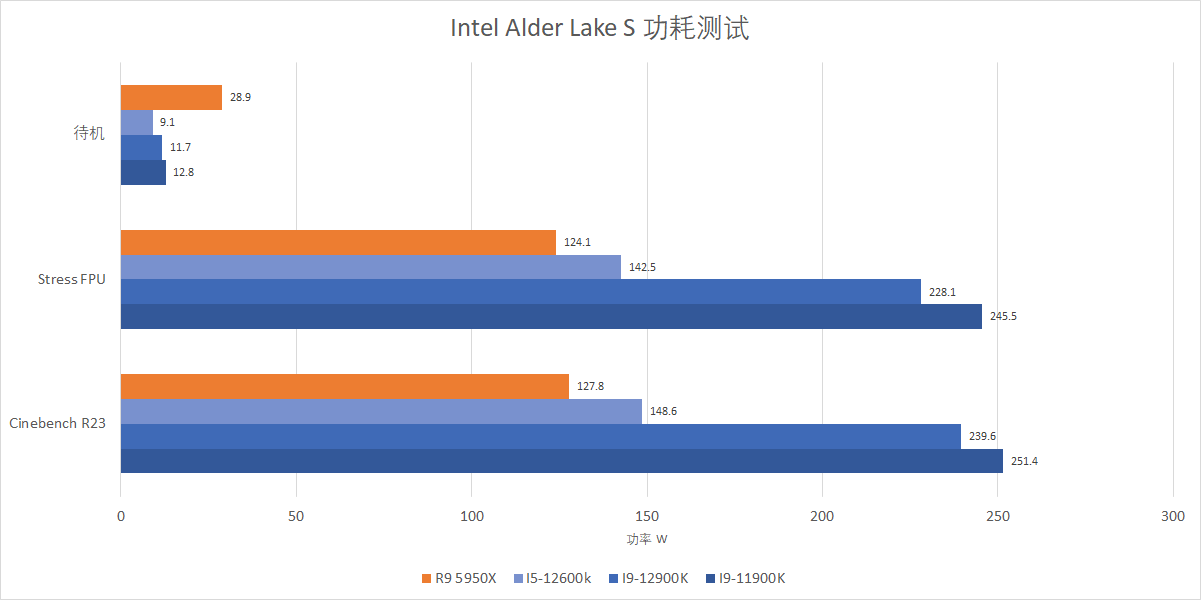 Intel Alder Lake S 功耗测试
待机
28.9
9.1
11.7
12.8
Stress FPU
124.1
142.5
228.1
245.5
Cinebench R23
127.8
148.6
239.6
251.4
0 50 100 150 200 250 300
功率 W
R9 5950X I5-12600k I9-12900K I9-11900K